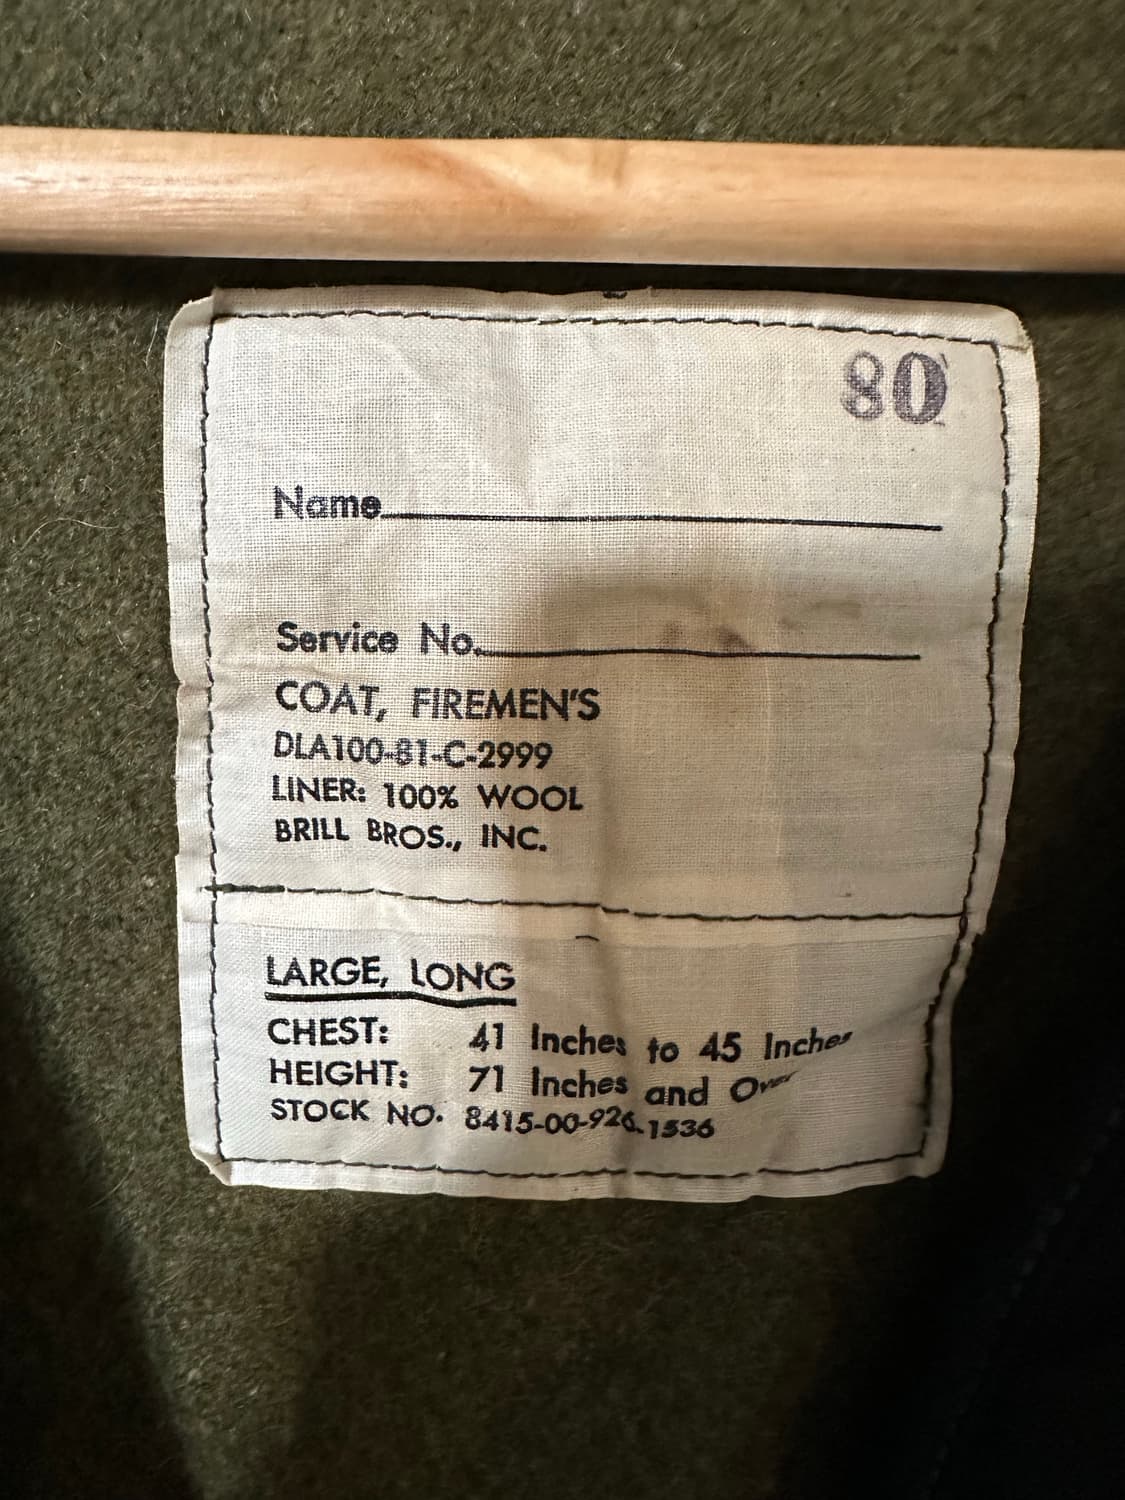 80
Name
Service No.
COAT, FIREMEN'S
DLA100-81-C-2999
LINER: 100% WOOL
BRILL BROS., INC.
LARGE, LONG
CHEST: 41 Inches to 45 Inches
HEIGHT: 71 Inches and Over
STOCK NO. 8415-00-926-1536